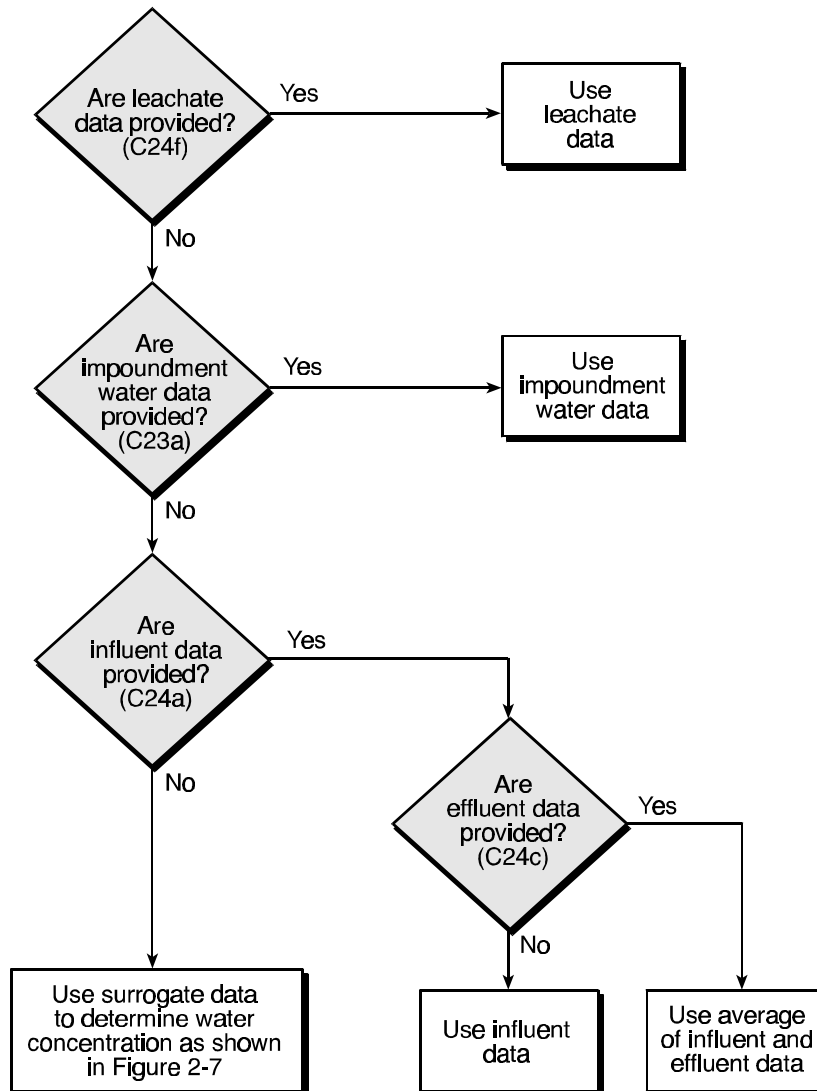 Are leachate
data provided?
(C24f)
Yes
Use
leachate
data
No
Are
impoundment
water data
provided?
(C23a)
Yes
Use
impoundment
water data
No
Are
influent data
provided?
(C24a)
Yes
No
Are
effluent data
provided?
(C24c)
Yes
No
Use surrogate data
to determine water
concentration as shown
in Figure 2-7
Use influent
data
Use average
of influent and
effluent data